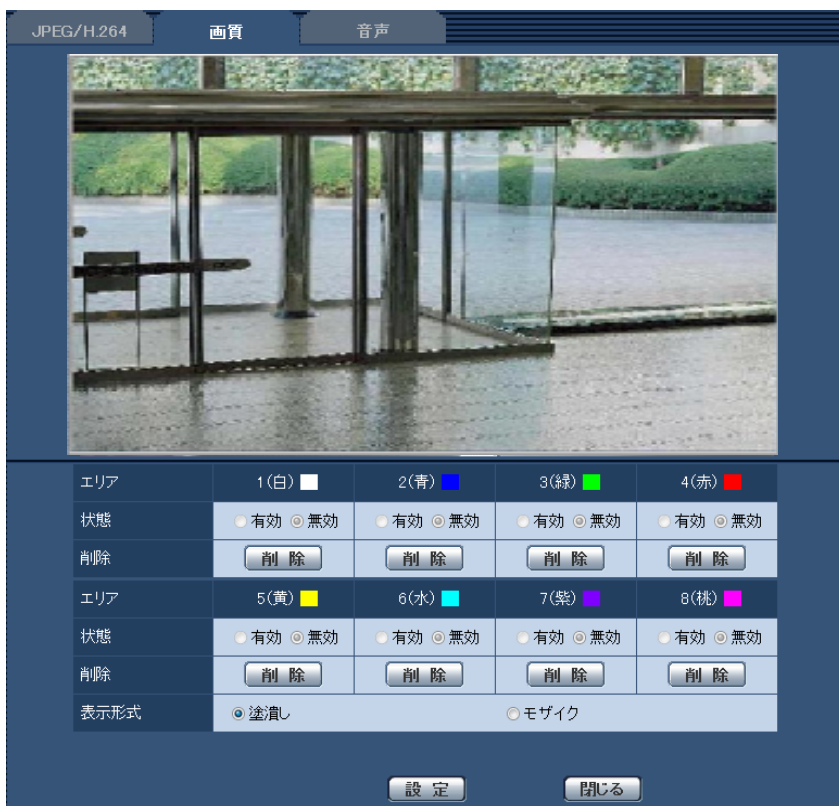 JPEG/H.264 画質 音声
エリア 1(白) 2(青) 3(緑) 4(赤)
状態 有効 無効 有効 無効 有効 無効 有効 無効
削除 削除 削除 削除 削除
エリア 5(黄) 6(水) 7(紫) 8(桃)
状態 有効 無効 有効 無効 有効 無効 有効 無効
削除 削除 削除 削除 削除
表示形式 塗潰し モザイク
設定 閉じる